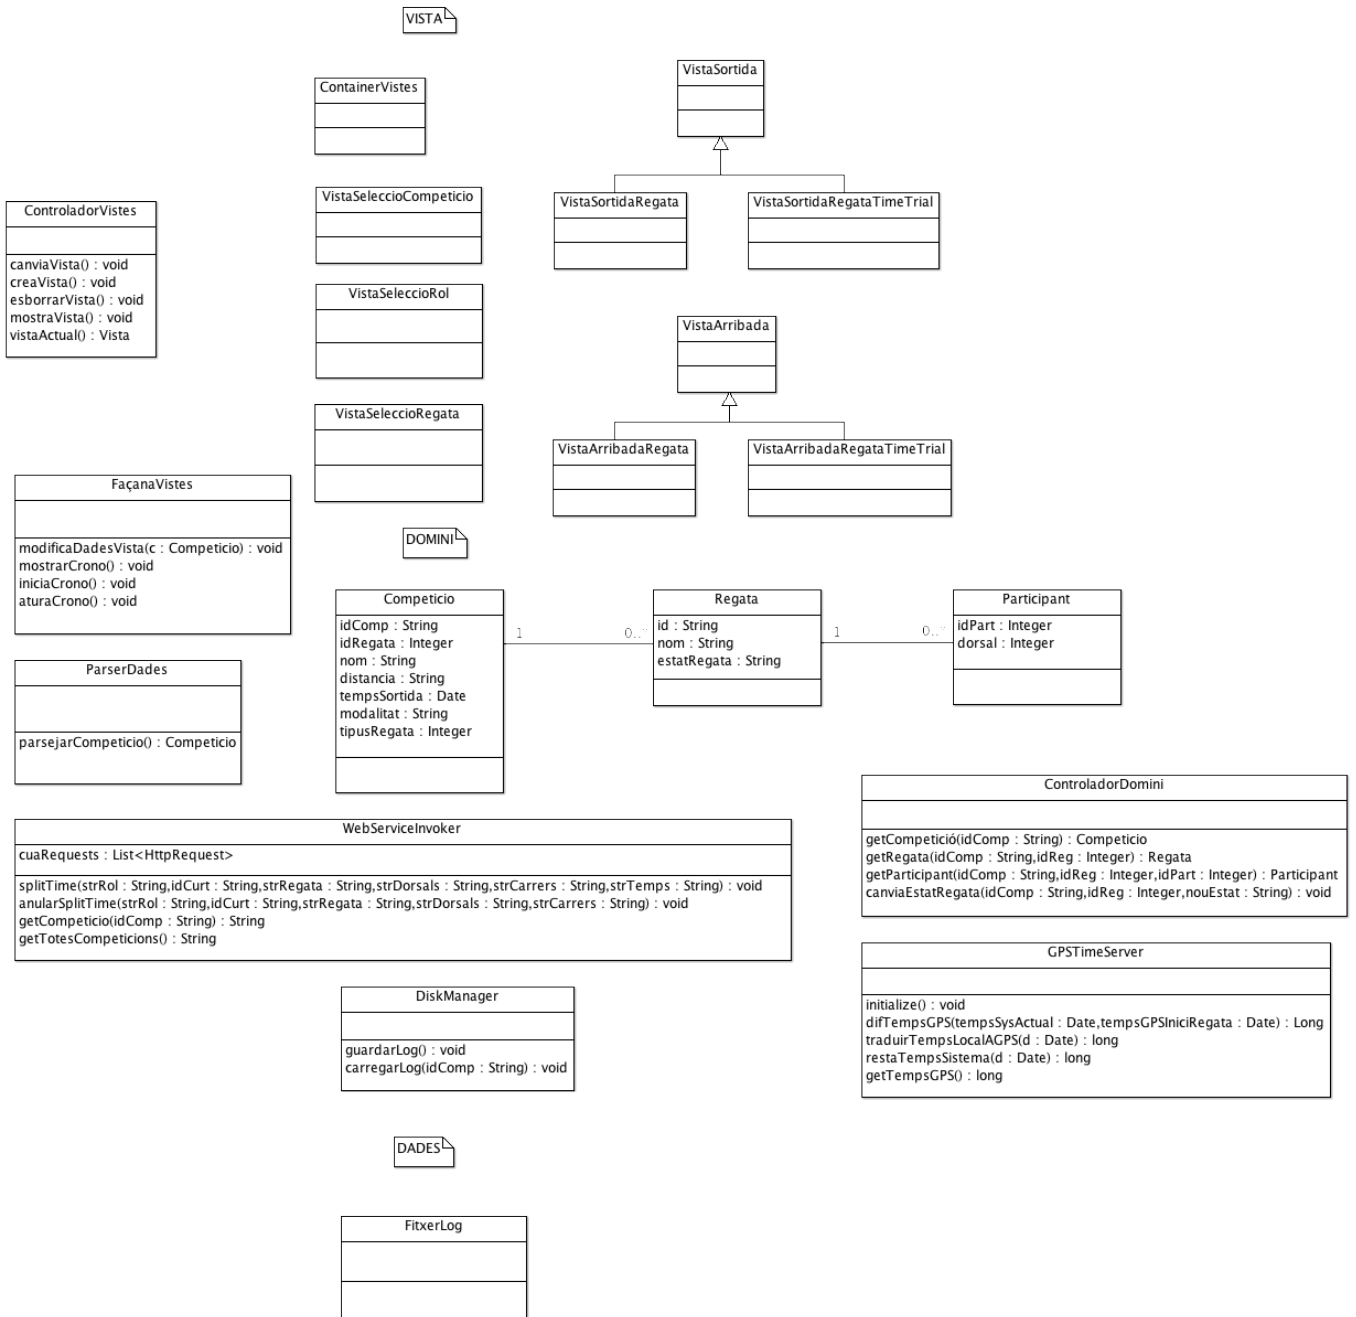 VISTA
ContainerVistes
VistaSortida
VistaSeleccioCompeticio
VistaSortidaRegata
VistaSortidaRegataTimeTrial
ControladorVistes
canviaVista() : void
creaVista() : void
esborrarVista() : void
mostraVista() : void
vistaActual() : Vista
VistaSeleccioRol
VistaArribada
VistaSeleccioRegata
VistaArribadaRegata
VistaArribadaRegataTimeTrial
FaçanaVistes
modificaDadesVista(c : Competicio) : void
mostrarCrono() : void
iniciaCrono() : void
aturaCrono() : void
DOMINI
Competicio
idComp : String
idRegata : Integer
nom : String
distancia : String
tempsSortida : Date
modalitat : String
tipusRegata : Integer
1
0..*
Regata
id : String
nom : String
estatRegata : String
1
0..*
Participant
idPart : Integer
dorsal : Integer
ParserDades
parsejarCompeticio() : Competicio
ControladorDomini
getCompetició(idComp : String) : Competicio
getRegata(idComp : String,idReg : Integer) : Regata
getParticipant(idComp : String,idReg : Integer,idPart : Integer) : Participant
canviaEstatRegata(idComp : String,idReg : Integer,nouEstat : String) : void
WebServiceInvoker
cuaRequests : List<HttpRequest>
splitTime(strRol : String,idCurt : String,strRegata : String,strDorsals : String,strCarrers : String,strTemps : String) : void
anularSplitTime(strRol : String,idCurt : String,strRegata : String,strDorsals : String,strCarrers : String) : void
getCompeticio(idComp : String) : String
getTotesCompeticions() : String
GPSTimeServer
initialize() : void
difTempsGPS(tempsSysActual : Date,tempsGPSIniciRegata : Date) : Long
traduirTempsLocalAGPS(d : Date) : long
restaTempsSistema(d : Date) : long
getTempsGPS() : long
DiskManager
guardarLog() : void
carregarLog(idComp : String) : void
DADES
FitxerLog